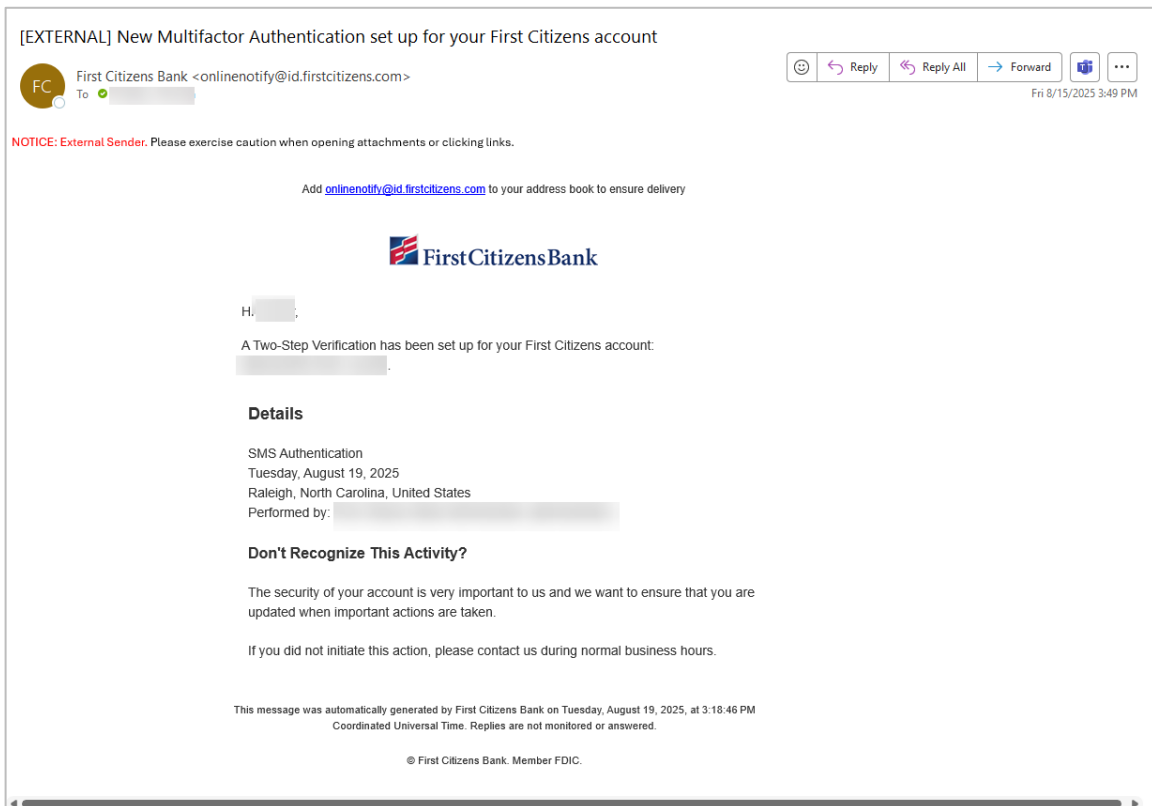 [EXTERNAL] New Multifactor Authentication set up for your First Citizens account
FC
First Citizens Bank <onlinenotify@id.firstcitizens.com>
To
Reply
Reply All
Forward
Fri 8/15/2025 3:49 PM
NOTICE: External Sender. Please exercise caution when opening attachments or clicking links.
Add onlinenotify@id.firstcitizens.com to your address book to ensure delivery
First Citizens Bank
H ,
A Two-Step Verification has been set up for your First Citizens account:
.
Details
SMS Authentication
Tuesday, August 19, 2025
Raleigh, North Carolina, United States
Performed by:
Don't Recognize This Activity?
The security of your account is very important to us and we want to ensure that you are
updated when important actions are taken.
If you did not initiate this action, please contact us during normal business hours.
This message was automatically generated by First Citizens Bank on Tuesday, August 19, 2025, at 3:18:46 PM
Coordinated Universal Time. Replies are not monitored or answered.
© First Citizens Bank. Member FDIC.